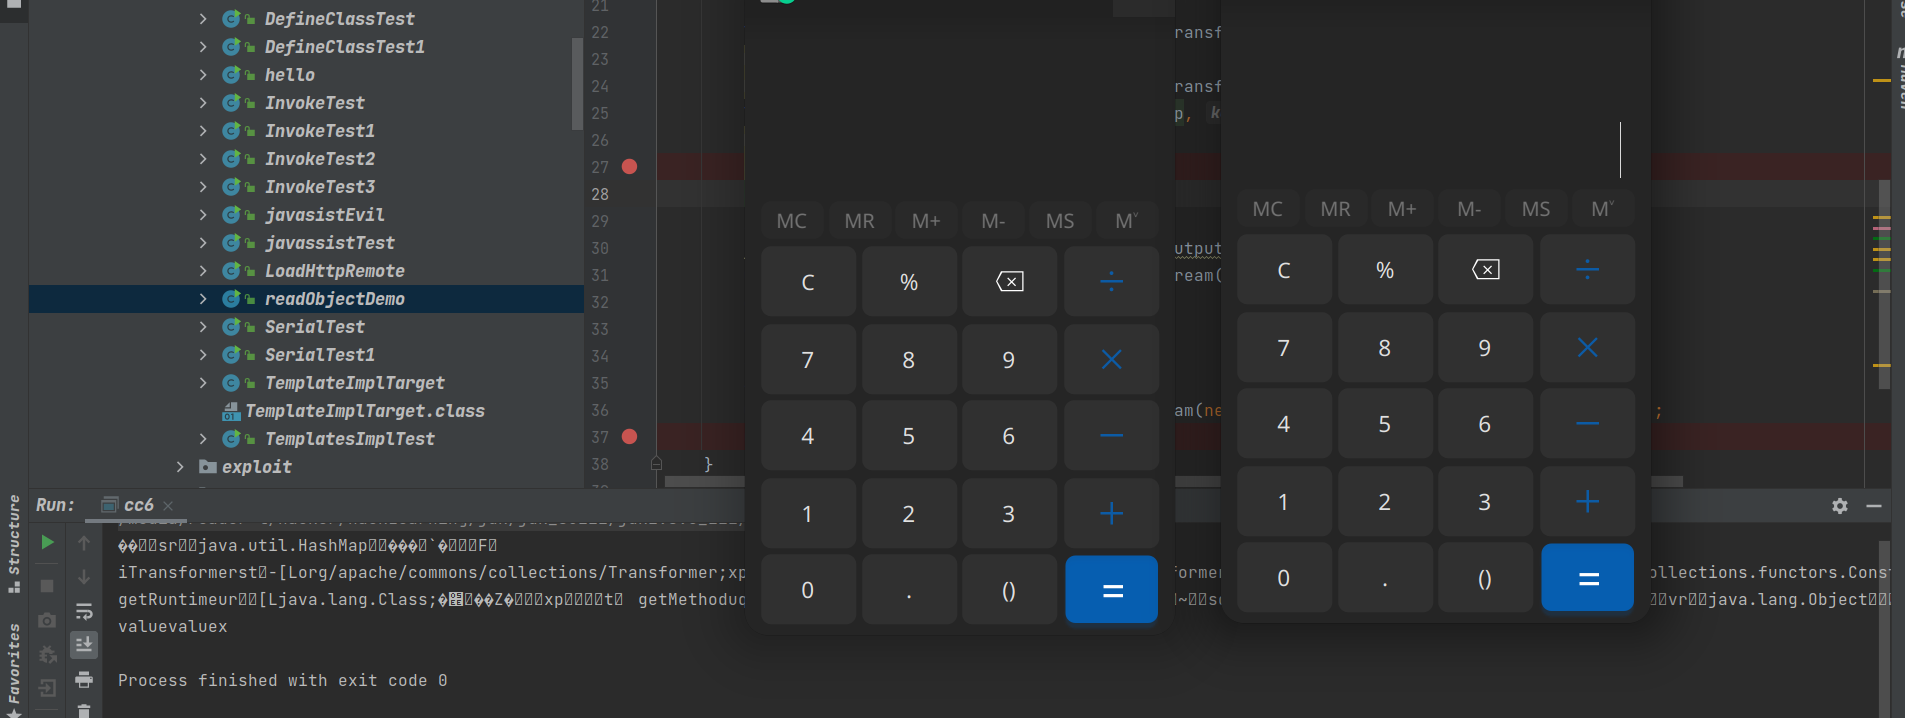 DefineClassTest
DefineClassTest1
hello
InvokeTest
InvokeTest1
InvokeTest2
InvokeTest3
javasistEvil
javassistTest
LoadHttpRemote
readObjectDemo
SerialTest
SerialTest1
TemplateImplTarget
TemplateImplTarget.class
TemplatesImplTest
exploit
21
22
23
24
25
26
27
28
29
30
31
32
33
34
35
36
37
38
}
ransf
ransf
p, k
utput
ream(
am(ne
;
MC MR M+ M- MS M˅
C % ÷
7 8 9 ×
4 5 6 −
1 2 3 +
0 . () =
MC MR M+ M- MS M˅
C % ÷
7 8 9 ×
4 5 6 −
1 2 3 +
0 . () =
Structure
Favorites
Run: cc6
sr java.util.HashMap F
iTransformerst -[Lorg/apache/commons/collections/Transformer;xp
ormer
ollections.functors.Cons
getRuntimeur [Ljava.lang.Class; Z xp t getMethoduq
~ s
vr java.lang.Object
valuevaluex
Process finished with exit code 0